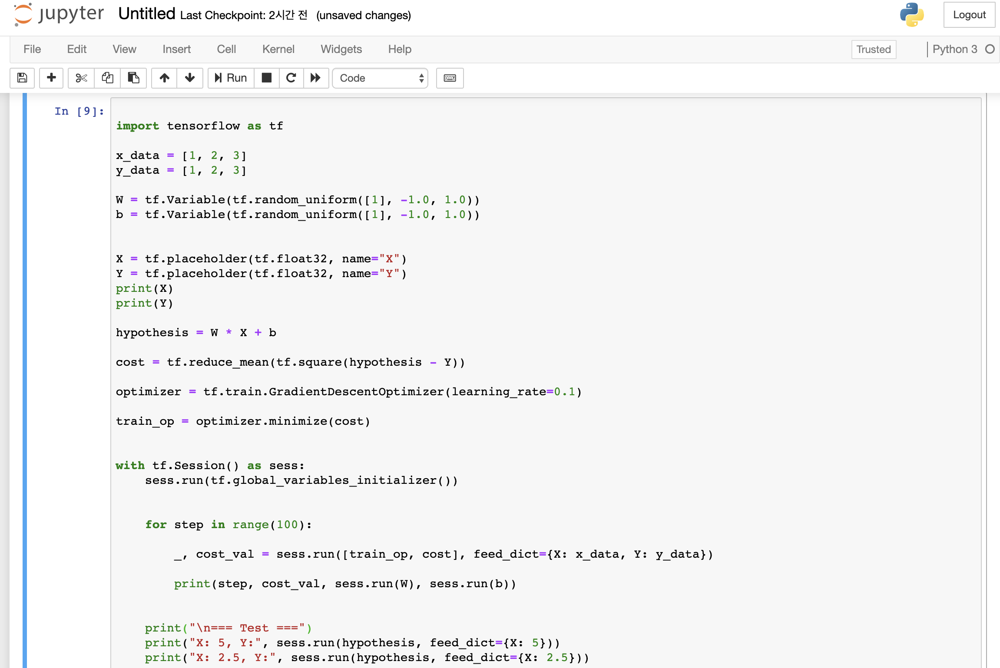 jupyter Untitled Last Checkpoint: 2시간 전 (unsaved changes) Logout
File Edit View Insert Cell Kernel Widgets Help Trusted Python 3
Run Code
In [9]:
import tensorflow as tf
x_data = [1, 2, 3]
y_data = [1, 2, 3]
W = tf.Variable(tf.random_uniform([1], -1.0, 1.0))
b = tf.Variable(tf.random_uniform([1], -1.0, 1.0))
X = tf.placeholder(tf.float32, name="X")
Y = tf.placeholder(tf.float32, name="Y")
print(X)
print(Y)
hypothesis = W * X + b
cost = tf.reduce_mean(tf.square(hypothesis - Y))
optimizer = tf.train.GradientDescentOptimizer(learning_rate=0.1)
train_op = optimizer.minimize(cost)
with tf.Session() as sess:
    sess.run(tf.global_variables_initializer())
    for step in range(100):
        _, cost_val = sess.run([train_op, cost], feed_dict={X: x_data, Y: y_data})
        print(step, cost_val, sess.run(W), sess.run(b))
    print("\n=== Test ===")
    print("X: 5, Y:", sess.run(hypothesis, feed_dict={X: 5}))
    print("X: 2.5, Y:", sess.run(hypothesis, feed_dict={X: 2.5}))